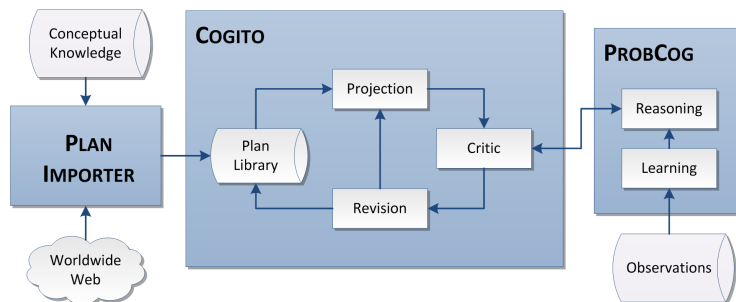 Conceptual
Knowledge
PLAN
IMPORTER
Worldwide
Web
COGITO
Projection
Plan
Library
Critic
Revision
PROBCOG
Reasoning
Learning
Observations